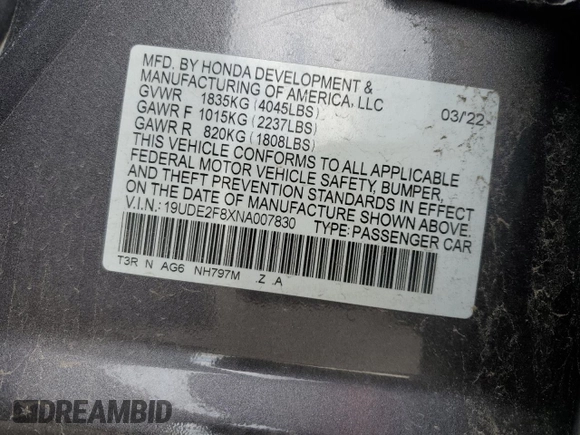 MFD. BY HONDA DEVELOPMENT &
MANUFACTURING OF AMERICA, LLC
03/22
GVWR 1835KG (4045LBS)
GAWR F 1015KG (2237LBS)
GAWR R 820KG (1808LBS)
THIS VEHICLE CONFORMS TO ALL APPLICABLE
FEDERAL MOTOR VEHICLE SAFETY, BUMPER,
AND THEFT PREVENTION STANDARDS IN EFFECT
ON THE DATE OF MANUFACTURE SHOWN ABOVE.
V.I.N.: 19UDE2F8XNA007830 TYPE: PASSENGER CAR
T3R N AG6 NH797M .Z .A
DREAMBID